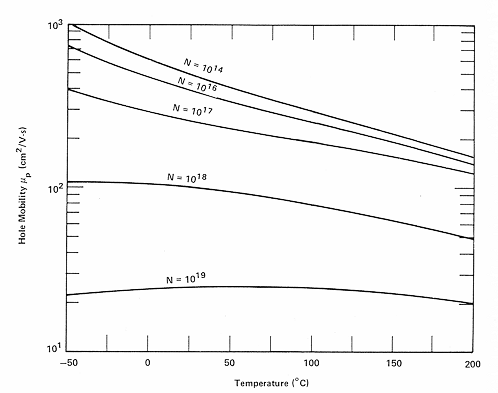 10³
N = 10¹⁴
N = 10¹⁶
N = 10¹⁷
Hole Mobility μp (cm²/V·s)
10²
N = 10¹⁸
N = 10¹⁹
10¹
−50 0 50 100 150 200
Temperature (°C)